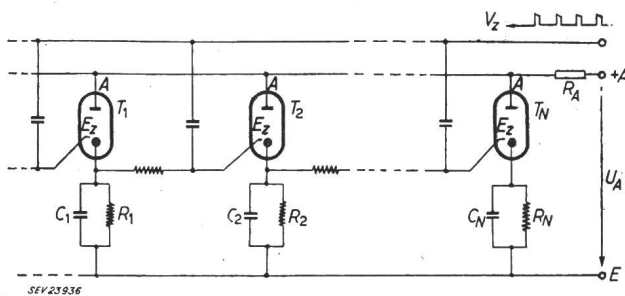 V_z
A T_1 E_z
A T_2 E_z
A T_N E_z
R_A +A
C_1 R_1
C_2 R_2
C_N R_N
U_A
E
SEV23936